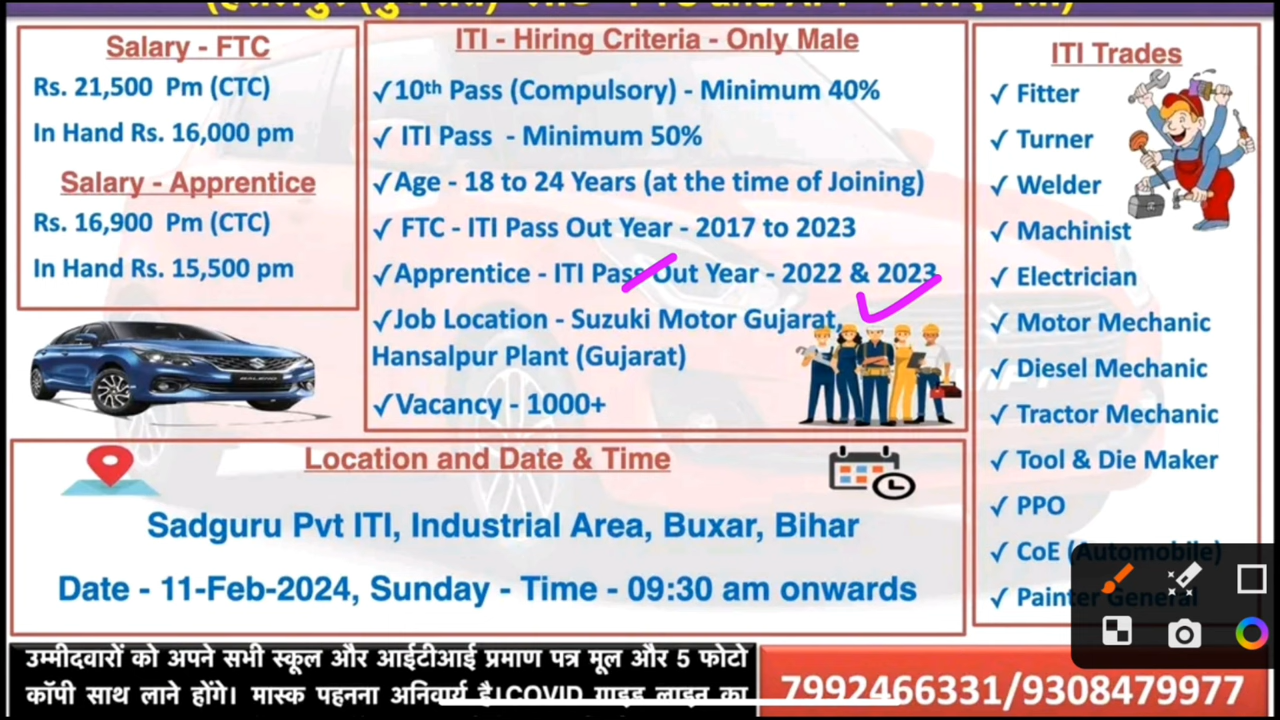 Salary - FTC
Rs. 21,500 Pm (CTC)
In Hand Rs. 16,000 pm
Salary - Apprentice
Rs. 16,900 Pm (CTC)
In Hand Rs. 15,500 pm
ITI - Hiring Criteria - Only Male
✓10th Pass (Compulsory) - Minimum 40%
✓ ITI Pass - Minimum 50%
✓Age - 18 to 24 Years (at the time of Joining)
✓ FTC - ITI Pass Out Year - 2017 to 2023
✓Apprentice - ITI Pass Out Year - 2022 & 2023
✓Job Location - Suzuki Motor Gujarat,
Hansalpur Plant (Gujarat)
✓Vacancy - 1000+
ITI Trades
✓ Fitter
✓ Turner
✓ Welder
✓ Machinist
✓ Electrician
✓ Motor Mechanic
✓ Diesel Mechanic
✓ Tractor Mechanic
✓ Tool & Die Maker
✓ PPO
✓ CoE (Automobile)
✓ Painter General
Location and Date & Time
Sadguru Pvt ITI, Industrial Area, Buxar, Bihar
Date - 11-Feb-2024, Sunday - Time - 09:30 am onwards
उम्मीदवारों को अपने सभी स्कूल और आईटीआई प्रमाण पत्र मूल और 5 फोटो
कॉपी साथ लाने होंगे। मास्क पहनना अनिवार्य है।COVID गाइड लाइन का
7992466331/9308479977